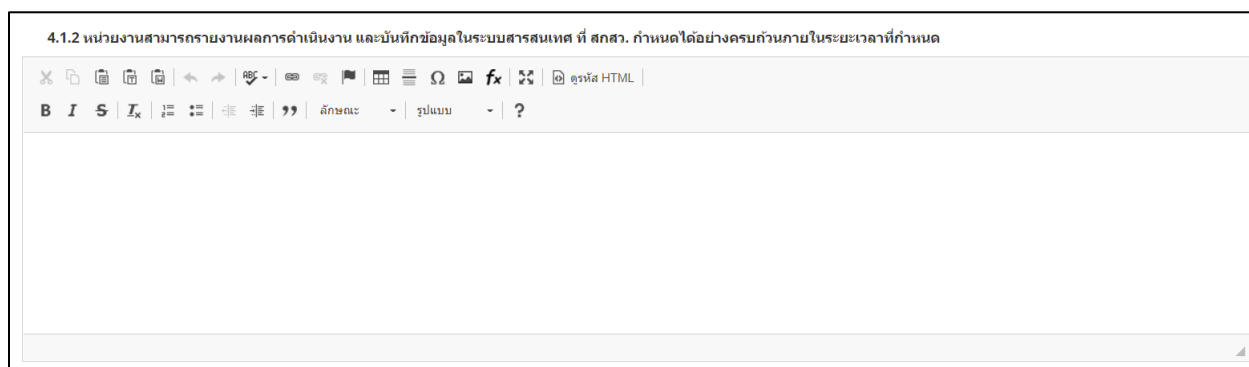 4.1.2 หน่วยงานสามารถรายงานผลการดำเนินงาน และบันทึกข้อมูลในระบบสารสนเทศ ที่ สกสว. กำหนดได้อย่างครบถ้วนภายในระยะเวลาที่กำหนด
ABC Ω fx ดูรหัส HTML
B I S Ix ลักษณะ รูปแบบ ?